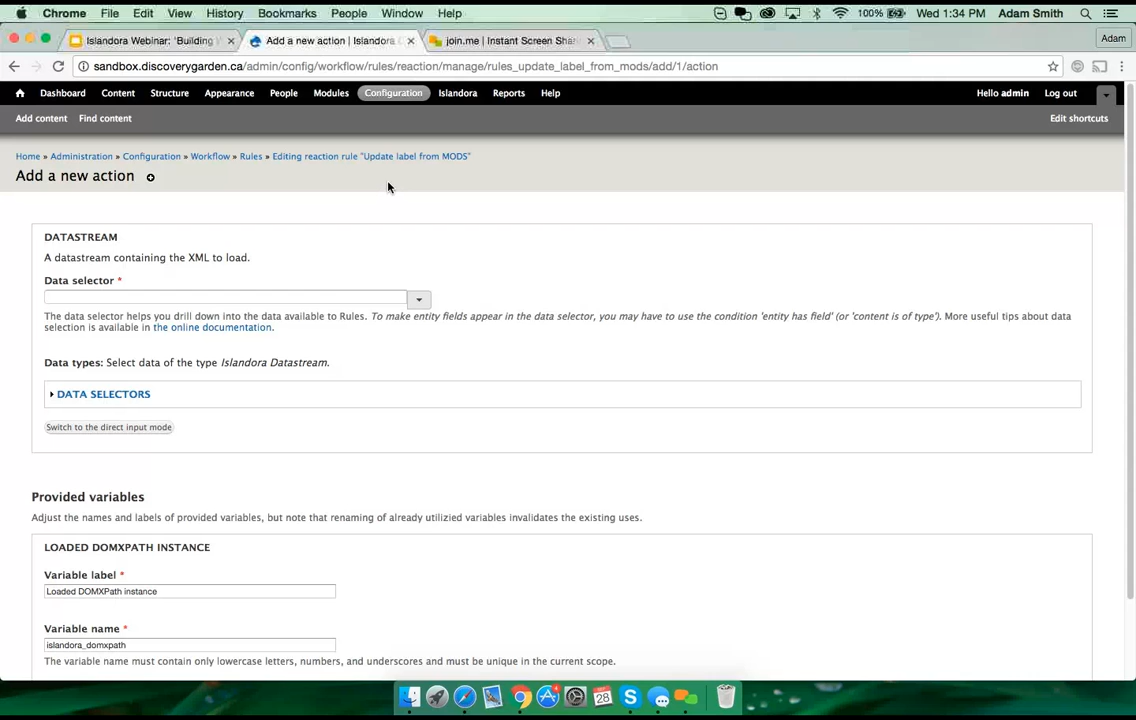 Chrome File Edit View History Bookmarks People Window Help 100% Wed 1:34 PM Adam Smith
Islandora Webinar: 'Building Add a new action | Islandora join.me | Instant Screen Shar Adam
sandbox.discoverygarden.ca/admin/config/workflow/rules/reaction/manage/rules_update_label_from_mods/add/1/action
Dashboard Content Structure Appearance People Modules Configuration Islandora Reports Help Hello admin Log out
Add content Find content Edit shortcuts
Home » Administration » Configuration » Workflow » Rules » Editing reaction rule "Update label from MODS"
Add a new action
DATASTREAM
A datastream containing the XML to load.
Data selector *
The data selector helps you drill down into the data available to Rules. To make entity fields appear in the data selector, you may have to use the condition 'entity has field' (or 'content is of type'). More useful tips about data
selection is available in the online documentation.
Data types: Select data of the type Islandora Datastream.
DATA SELECTORS
Switch to the direct input mode
Provided variables
Adjust the names and labels of provided variables, but note that renaming of already utilizied variables invalidates the existing uses.
LOADED DOMXPATH INSTANCE
Variable label *
Loaded DOMXPath instance
Variable name *
islandora_domxpath
The variable name must contain only lowercase letters, numbers, and underscores and must be unique in the current scope.
28